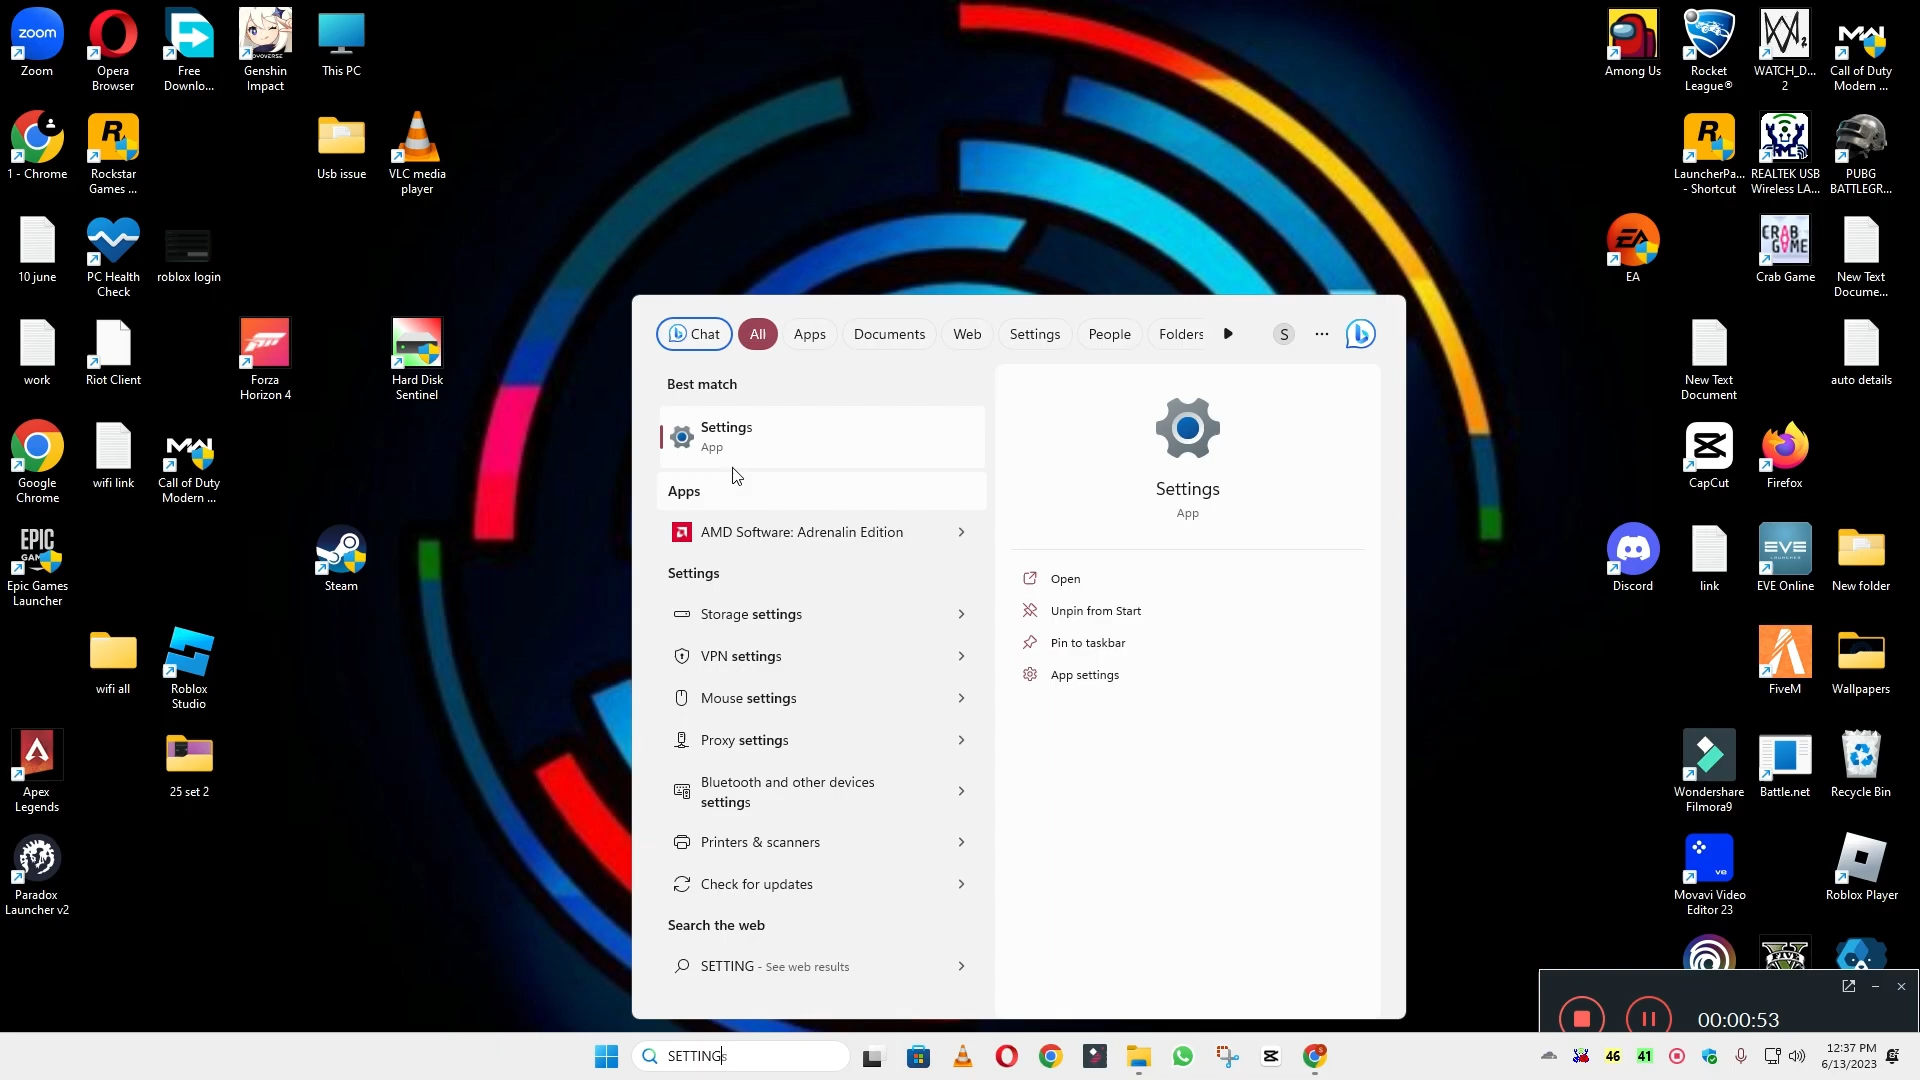 zoom
Zoom
Opera
Browser
Free
Downlo...
Genshin
Impact
This PC
1 - Chrome
Rockstar
Games ...
Usb issue
VLC media
player
10 june
PC Health
Check
roblox login
work
Riot Client
Forza
Horizon 4
Hard Disk
Sentinel
Google
Chrome
wifi link
Call of Duty
Modern ...
EPIC
Epic Games
Launcher
Steam
wifi all
Roblox
Studio
Apex
Legends
25 set 2
Paradox
Launcher v2
Among Us
Rocket
League®
WATCH_D...
2
Call of Duty
Modern ...
LauncherPa...
- Shortcut
REALTEK USB
Wireless LA...
PUBG
BATTLEGR...
EA
EA
CRAB
GAME
Crab Game
New Text
Docume...
New Text
Document
auto details
CapCut
Firefox
Discord
link
EVE
EVE Online
New folder
FiveM
Wallpapers
Wondershare
Filmora9
Battle.net
Recycle Bin
Movavi Video
Editor 23
Roblox Player
Chat
All
Apps
Documents
Web
Settings
People
Folders
S
Best match
Settings
App
Apps
AMD Software: Adrenalin Edition
Settings
Storage settings
VPN settings
Mouse settings
Proxy settings
Bluetooth and other devices
settings
Printers & scanners
Check for updates
Search the web
SETTING - See web results
Settings
App
Open
Unpin from Start
Pin to taskbar
App settings
00:00:53
SETTINGs
46
41
12:37 PM
6/13/2023